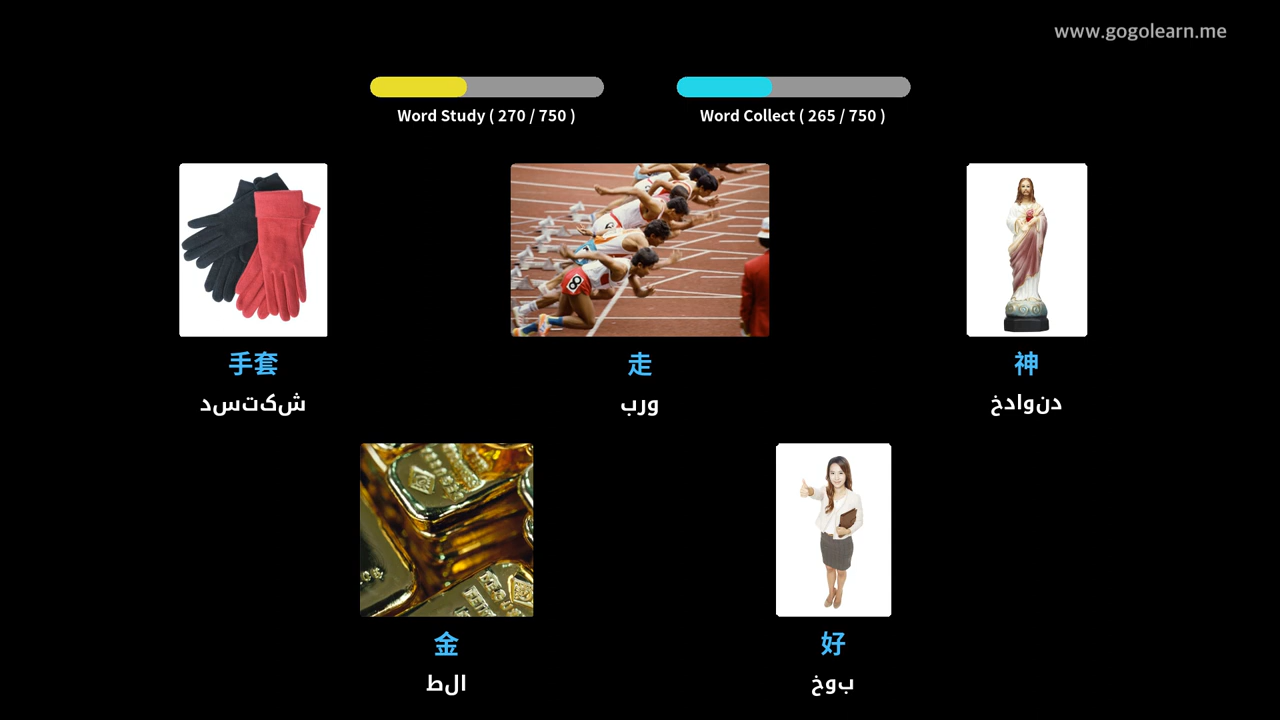 www.gogolearn.me
Word Study ( 270 / 750 )
Word Collect ( 265 / 750 )
手套
走
神
شکتسد
ورب
دنوادخ
金
好
الط
بوخ